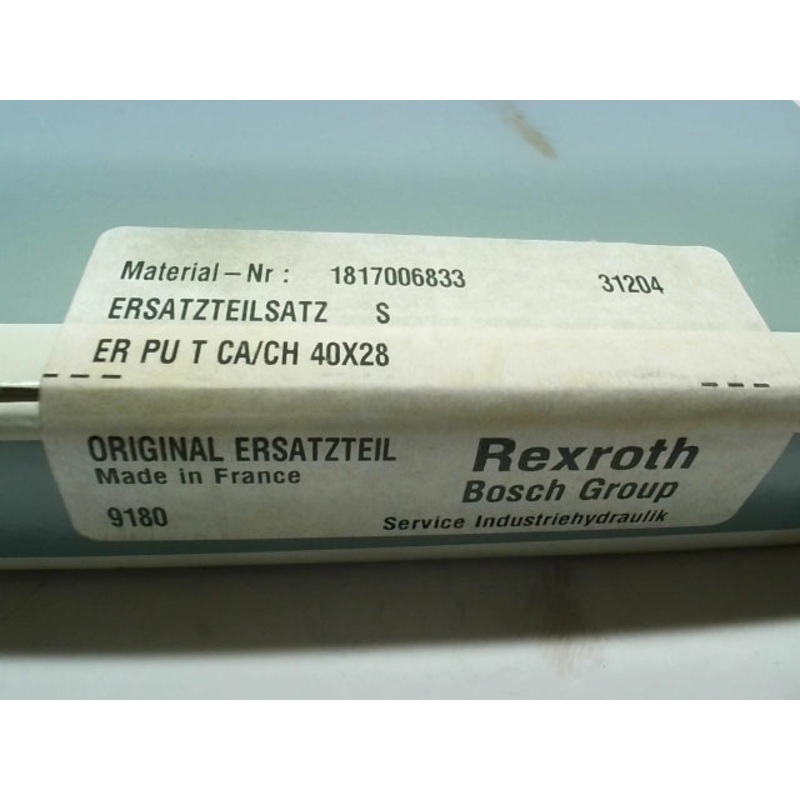 Material-Nr: 1817006833 31204
ERSATZTEILSATZ S
ER PU T CA/CH 40X28
ORIGINAL ERSATZTEIL Rexroth
Made in France Bosch Group
9180 Service Industriehydraulik